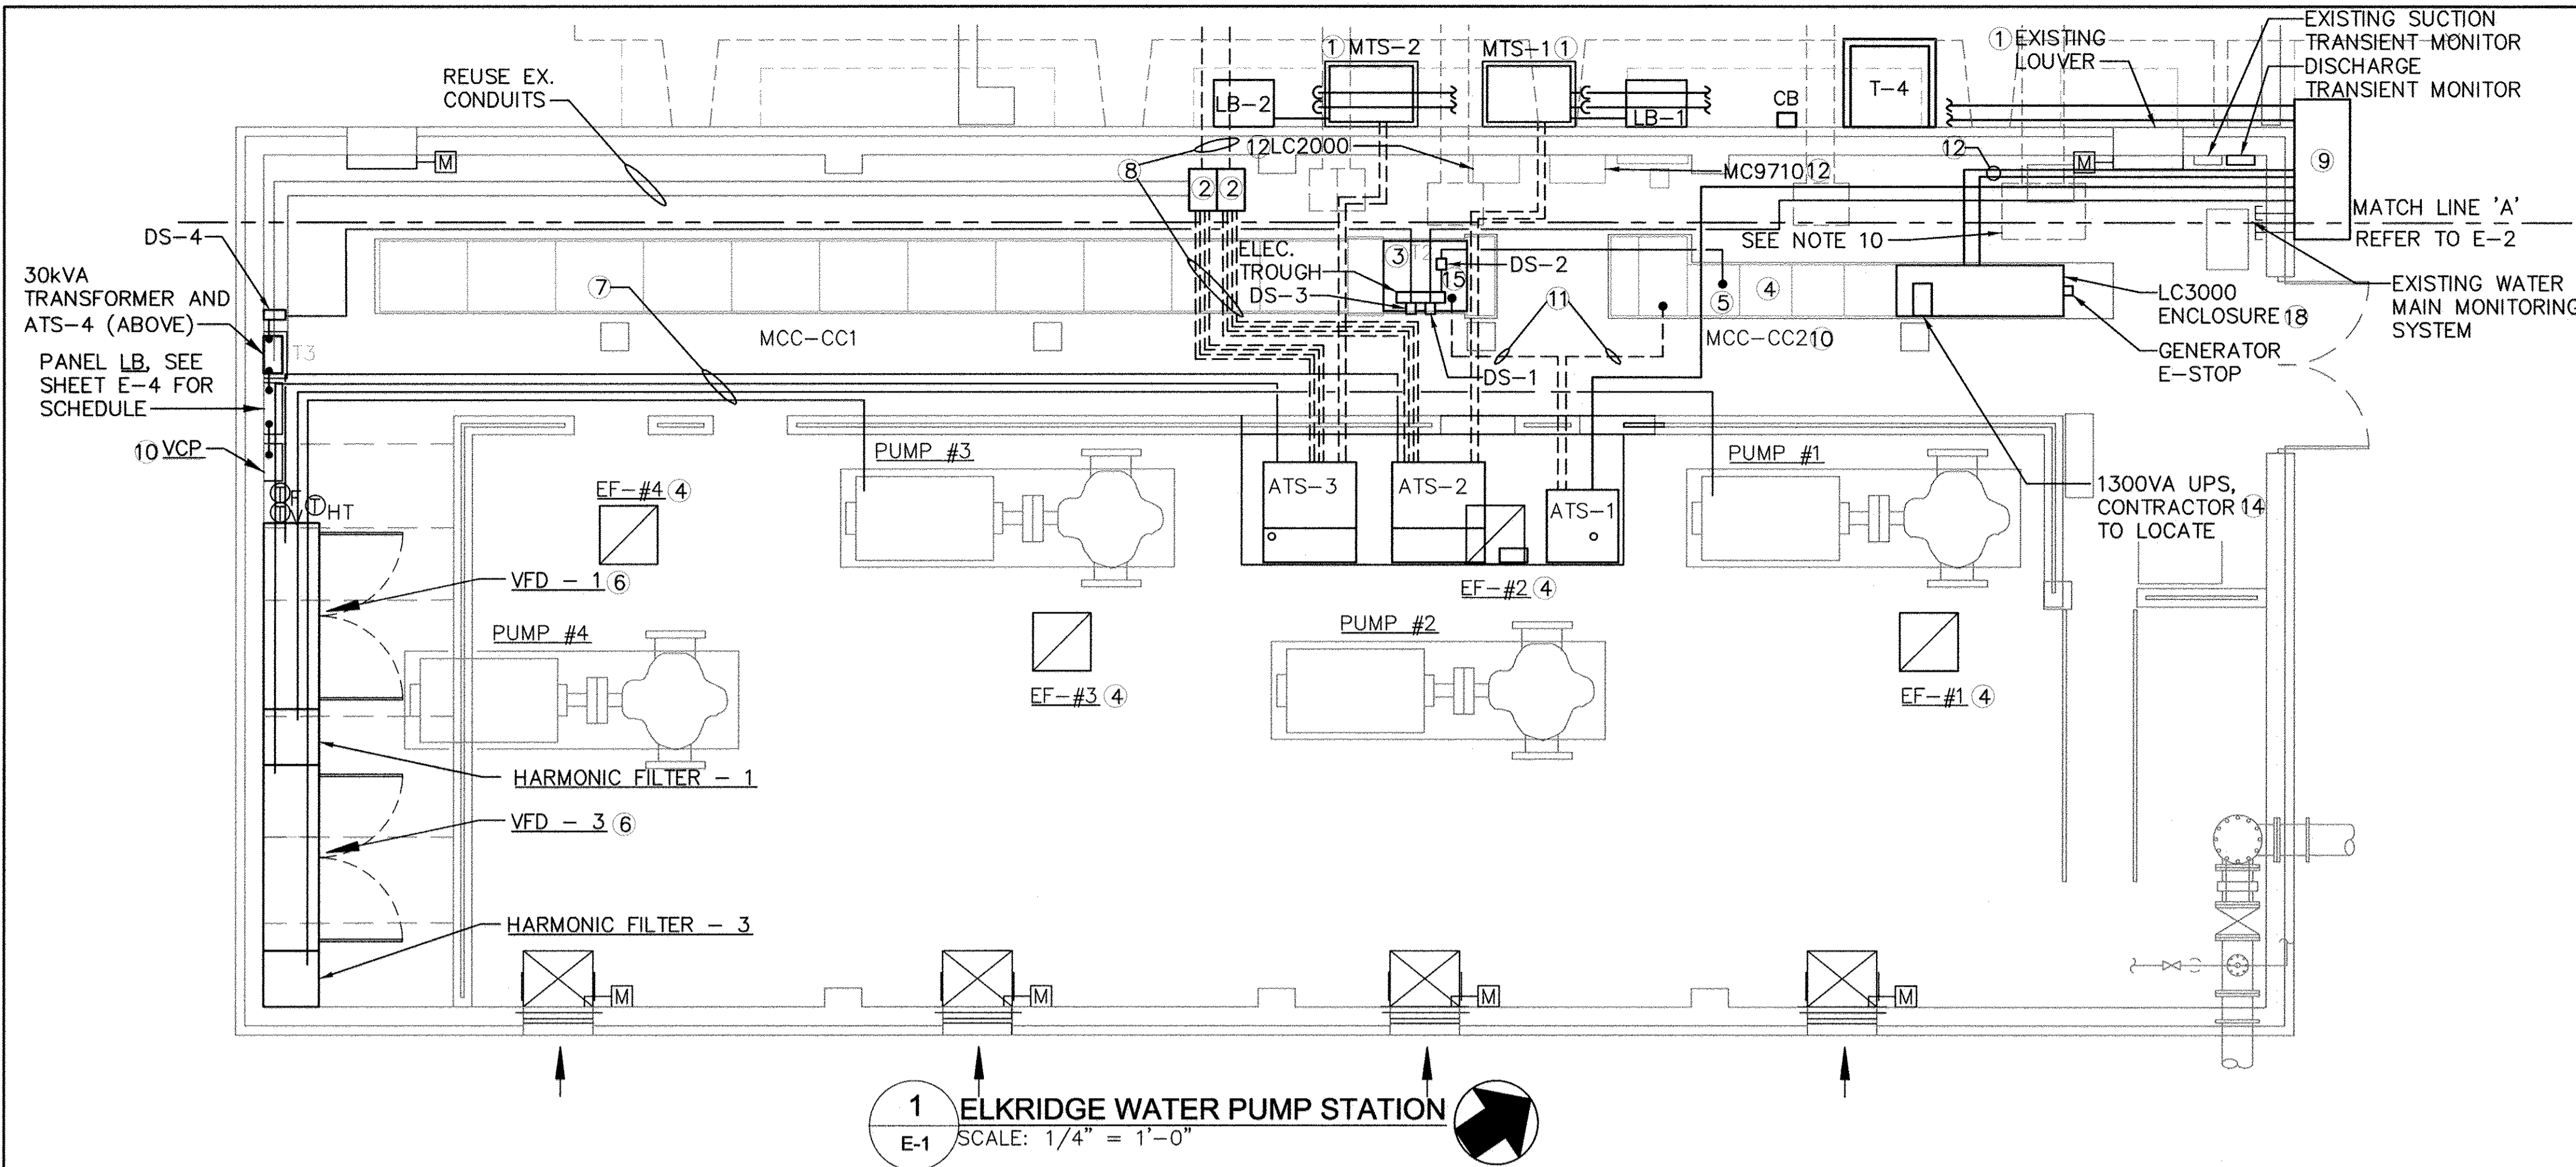 EXISTING SUCTION
TRANSIENT MONITOR
DISCHARGE
TRANSIENT MONITOR
① EXISTING
LOUVER
① MTS-2
MTS-1 ①
REUSE EX.
CONDUITS
LB-2
LB-1
CB
T-4
M
⑫ LC2000
⑧
② ②
MC9710 ⑫
⑫
M
⑨
MATCH LINE 'A'
REFER TO E-2
DS-4
SEE NOTE 10
③
T2
ELEC.
TROUGH
DS-2
DS-3
⑮
⑤
④
30kVA
TRANSFORMER AND
ATS-4 (ABOVE)
⑦
⑪
LC3000
ENCLOSURE ⑱
EXISTING WATER
MAIN MONITORING
SYSTEM
T3
MCC-CC1
MCC-CC2 ⑩
DS-1
GENERATOR
E-STOP
PANEL LB, SEE
SHEET E-4 FOR
SCHEDULE
⑩ VCP
T
T
F
V
T HT
PUMP #3
PUMP #1
EF-#4 ④
ATS-3
ATS-2
ATS-1
1300VA UPS,
CONTRACTOR ⑭
TO LOCATE
VFD - 1 ⑥
EF-#2 ④
PUMP #4
PUMP #2
EF-#3 ④
EF-#1 ④
HARMONIC FILTER - 1
VFD - 3 ⑥
HARMONIC FILTER - 3
M
M
M
M
1
E-1
ELKRIDGE WATER PUMP STATION
SCALE: 1/4" = 1'-0"